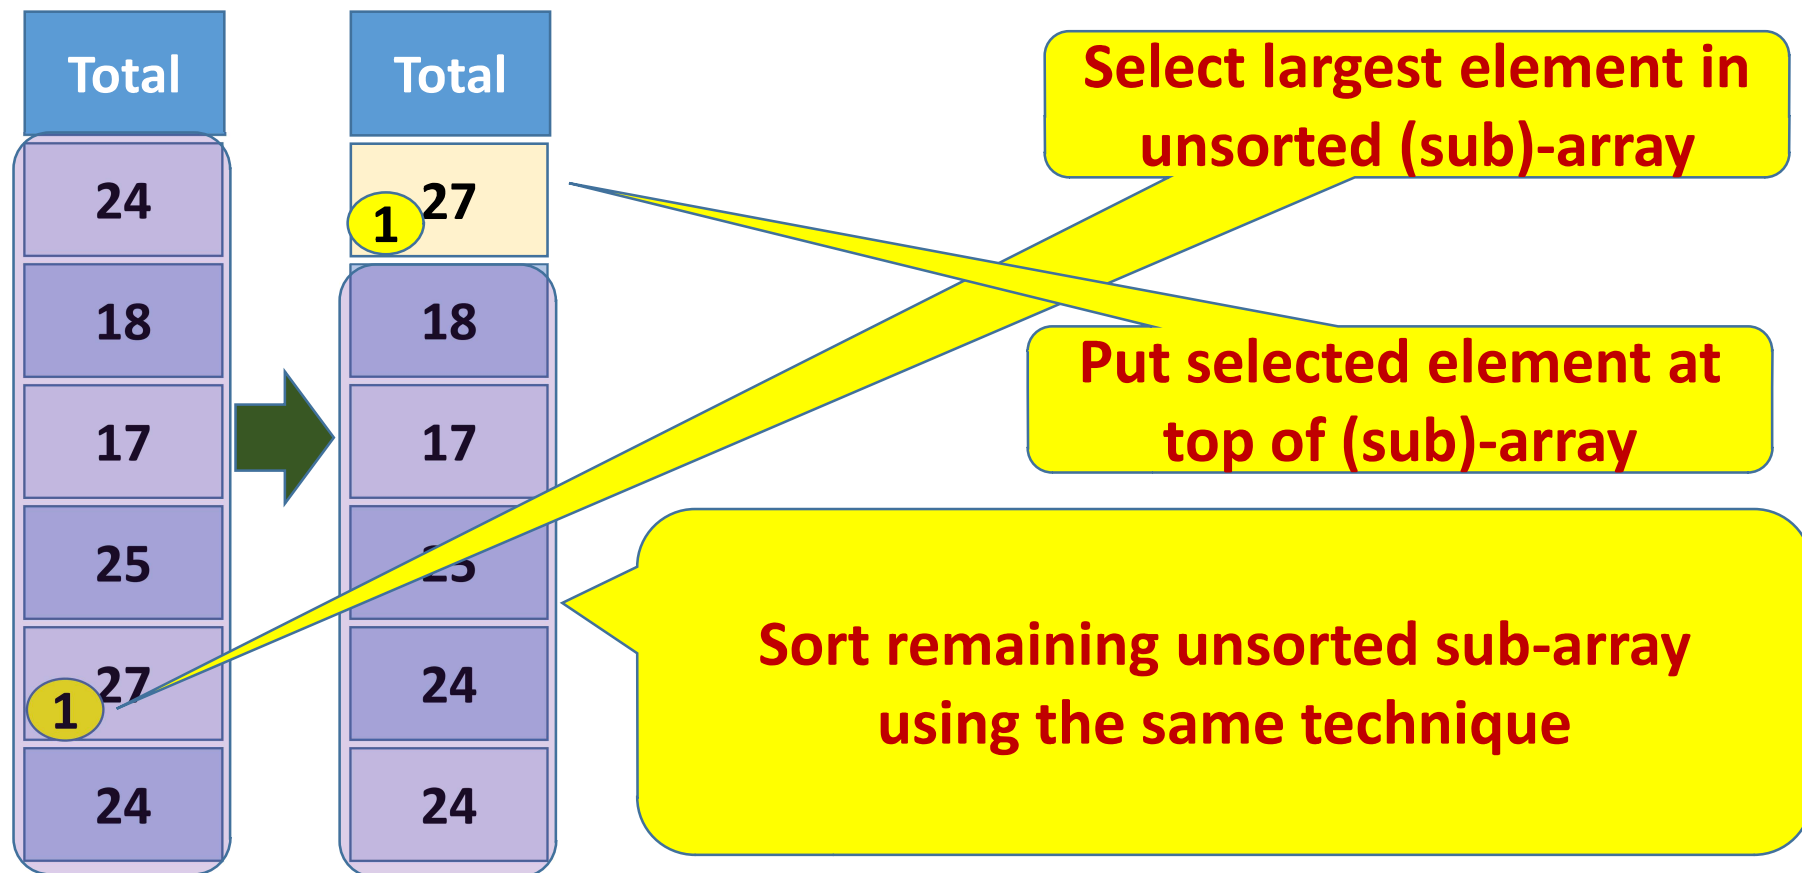 Total
24
18
17
25
27
1
24
Total
27
1
18
17
24
24
Select largest element in
unsorted (sub)-array
Put selected element at
top of (sub)-array
Sort remaining unsorted sub-array
using the same technique